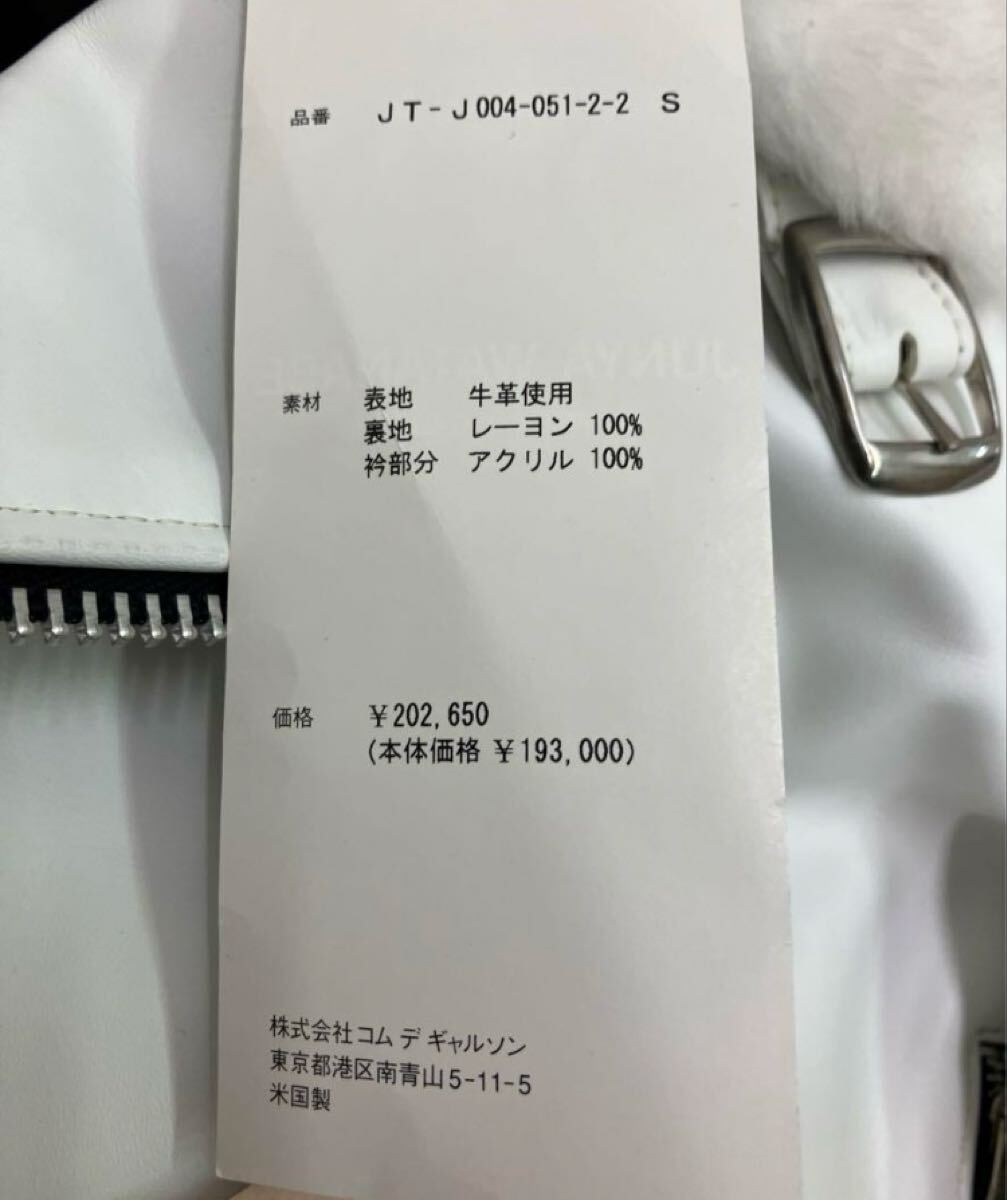 品番 JT-J004-051-2-2 S
JUNYA WATANABE
素材 表地 牛革使用
裏地 レーヨン 100%
衿部分 アクリル 100%
価格 ¥202,650
(本体価格 ¥193,000)
株式会社コム デ ギャルソン
東京都港区南青山5-11-5
米国製